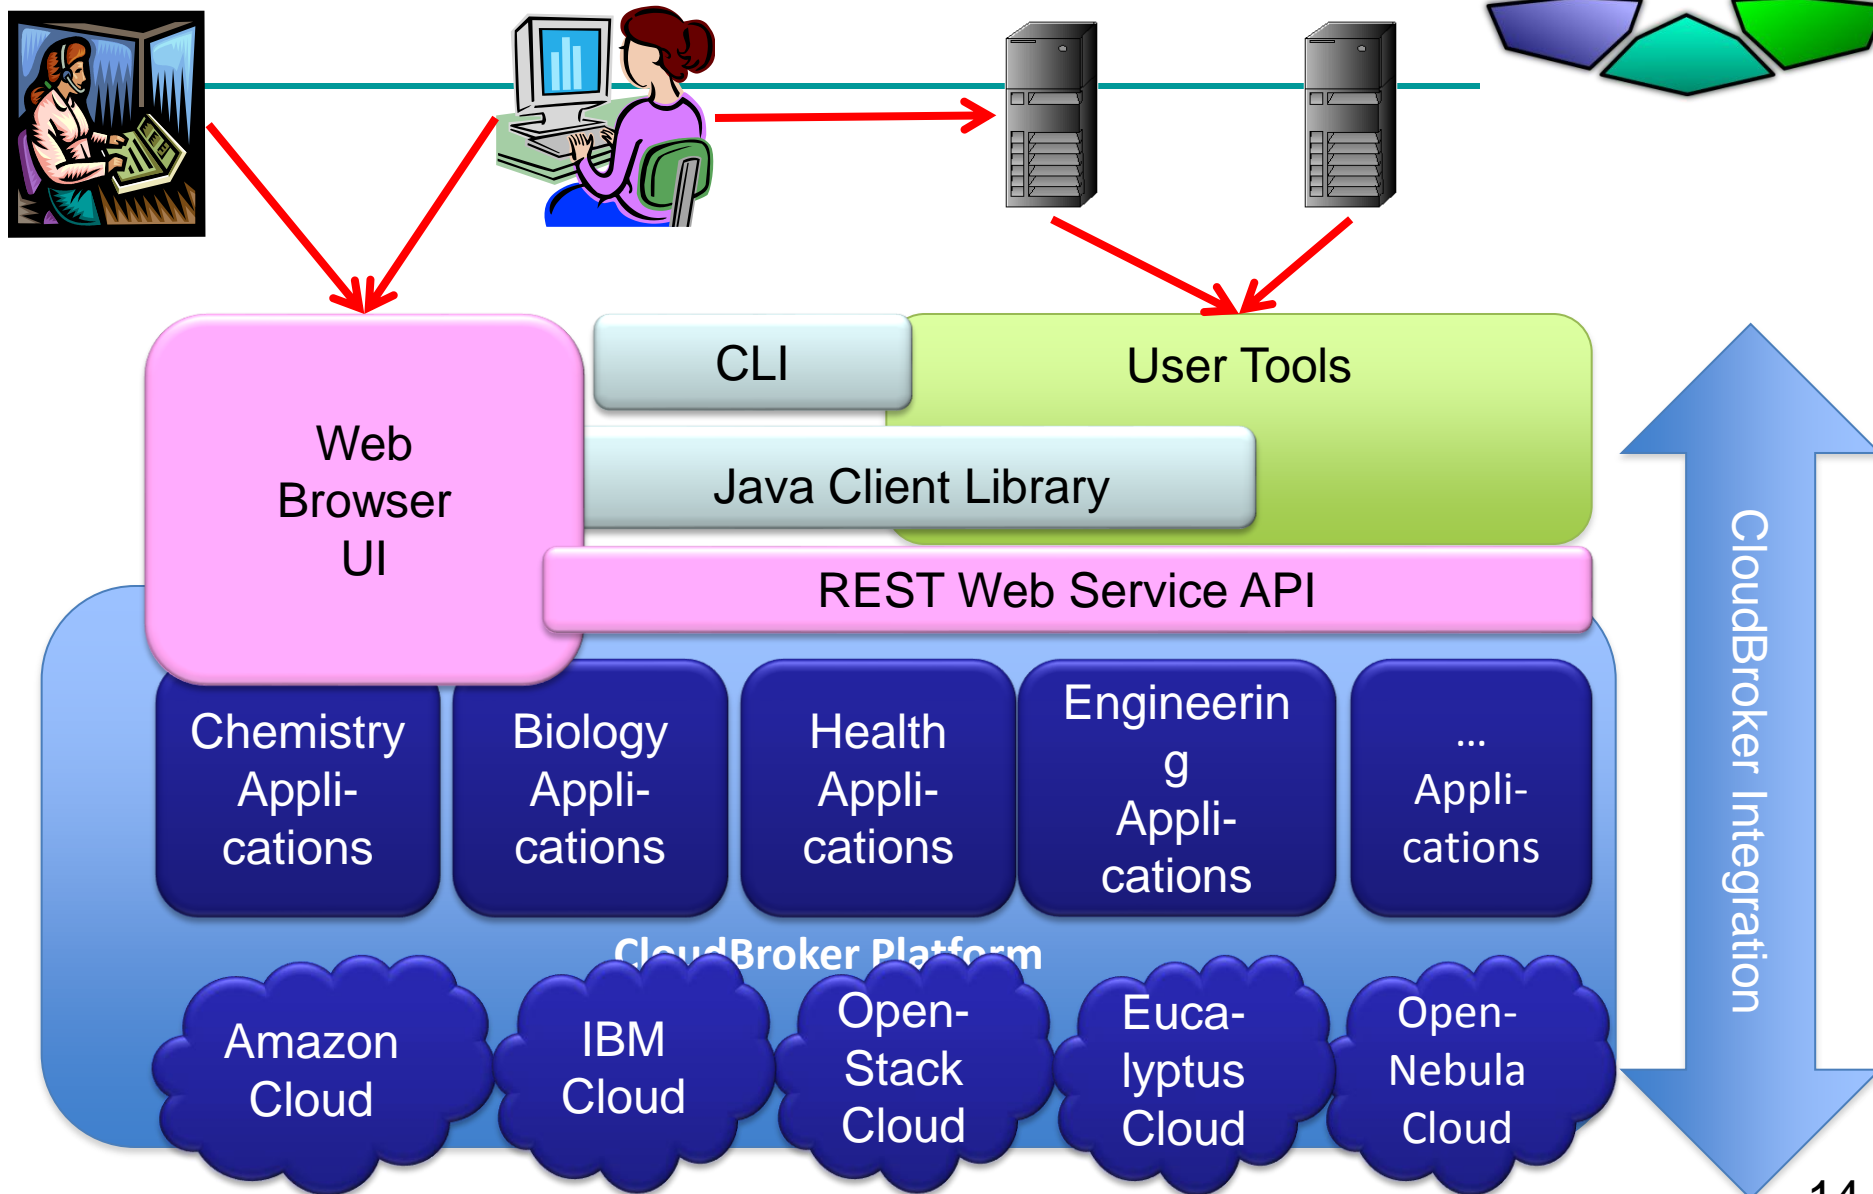 CLI
User Tools
Web
Browser
UI
Java Client Library
REST Web Service API
Chemistry
Appli-
cations
Biology
Appli-
cations
Health
Appli-
cations
Engineerin
g
Appli-
cations
...
Appli-
cations
CloudBroker Platform
Amazon
Cloud
IBM
Cloud
Open-
Stack
Cloud
Euca-
lyptus
Cloud
Open-
Nebula
Cloud
CloudBroker Integration
14